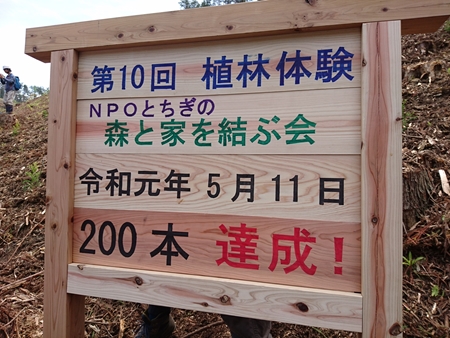 第10回 植林体験
NPOとちぎの
森と家を結ぶ会
令和元年 5月11日
200本 達成!